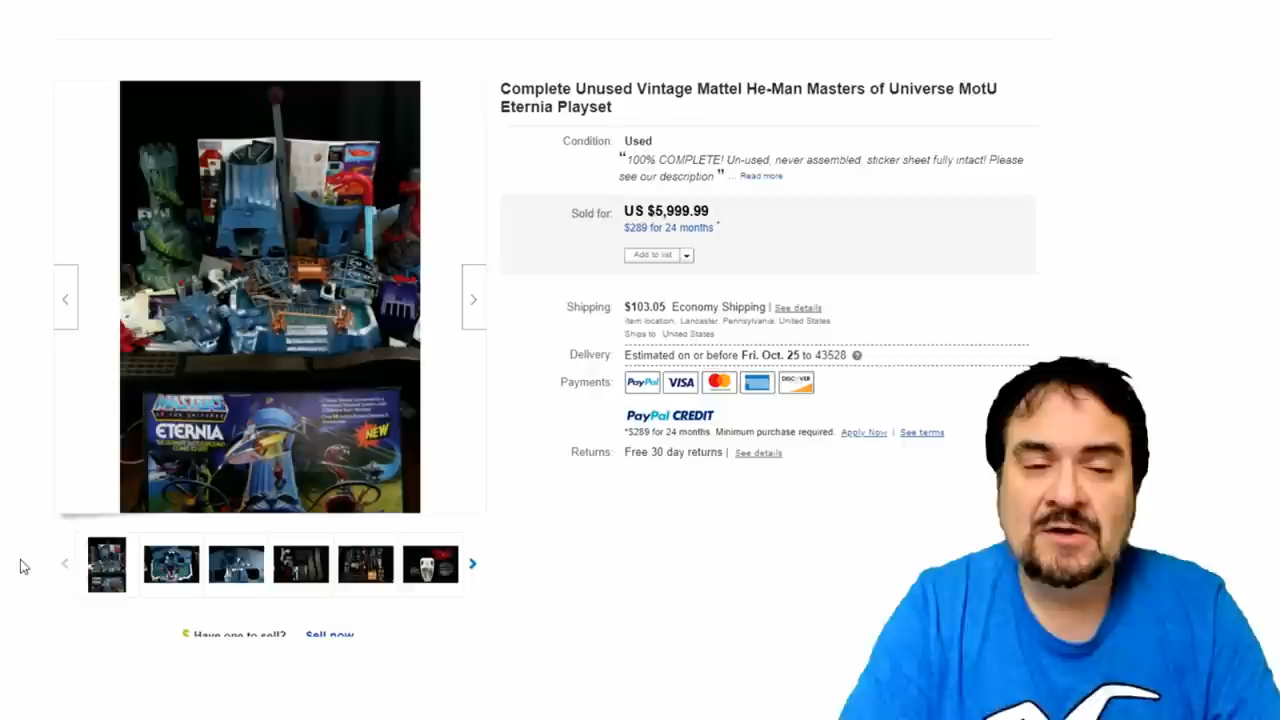 Complete Unused Vintage Mattel He-Man Masters of Universe MotU
Eternia Playset
Condition: Used
“100% COMPLETE! Un-used, never assembled, sticker sheet fully intact! Please
see our description ” ... Read more
Sold for: US $5,999.99
$289 for 24 months *
Add to list
Shipping: $103.05 Economy Shipping | See details
Item location: Lancaster, Pennsylvania, United States
Ships to: United States
Delivery: Estimated on or before Fri. Oct. 25 to 43528
Payments: PayPal VISA MasterCard DISCOVER
PayPal CREDIT
*$289 for 24 months. Minimum purchase required. Apply Now | See terms
Returns: Free 30 day returns | See details
MASTERS
OF THE UNIVERSE
ETERNIA
NEW
$ Have one to sell? Sell now